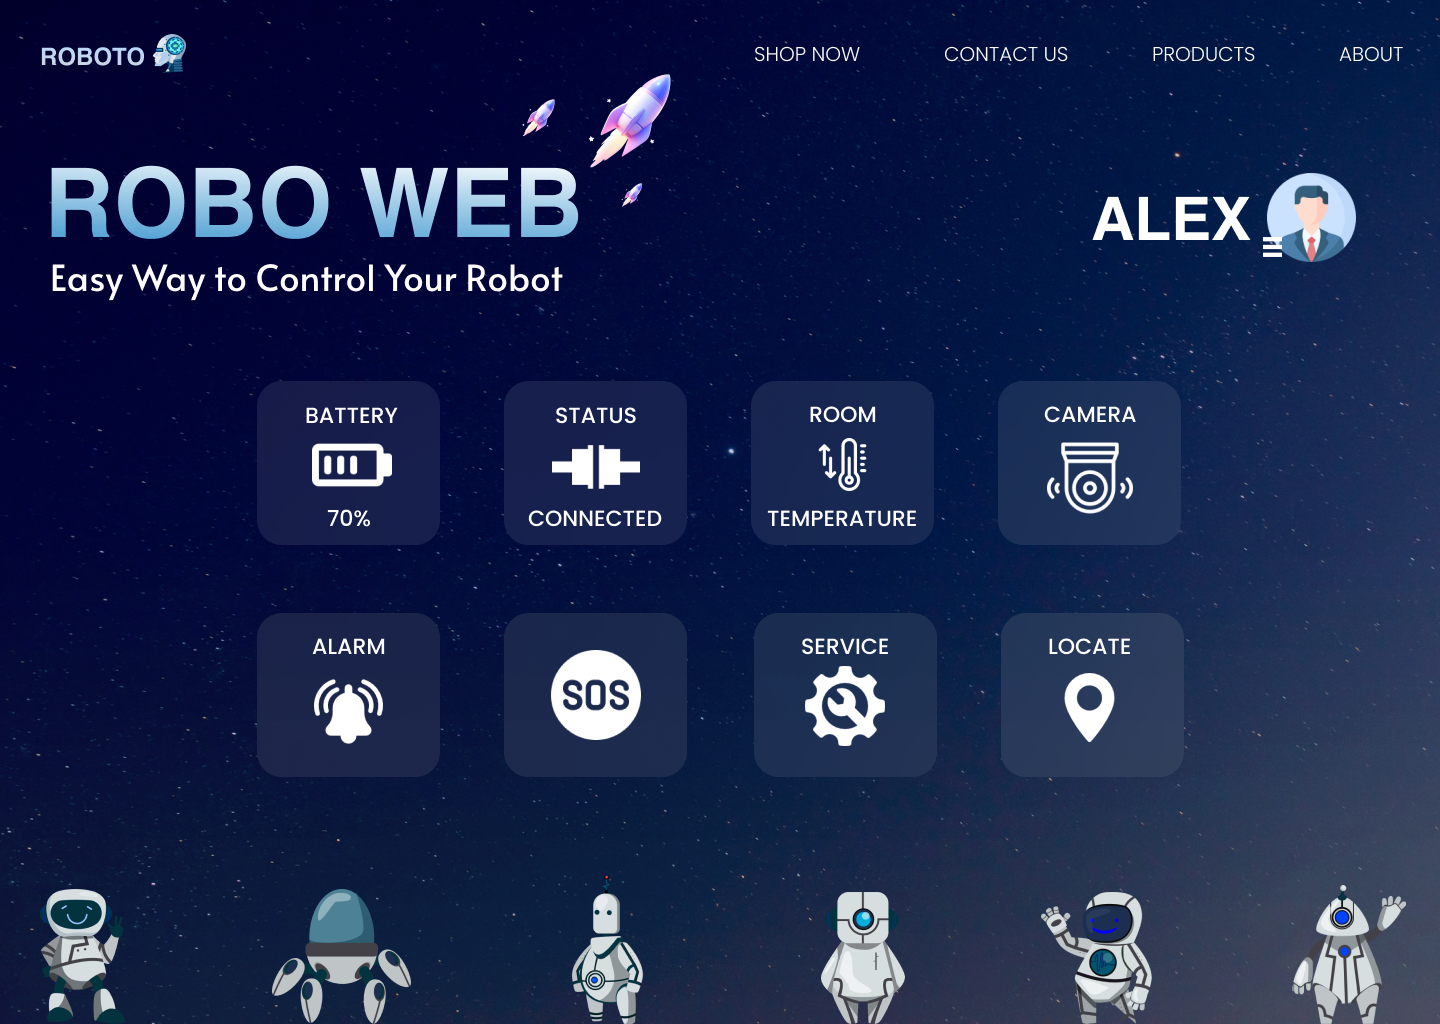 ROBOTO
SHOP NOW
CONTACT US
PRODUCTS
ABOUT
ROBO WEB
Easy Way to Control Your Robot
ALEX
BATTERY
70%
STATUS
CONNECTED
ROOM
TEMPERATURE
CAMERA
ALARM
SOS
SERVICE
LOCATE